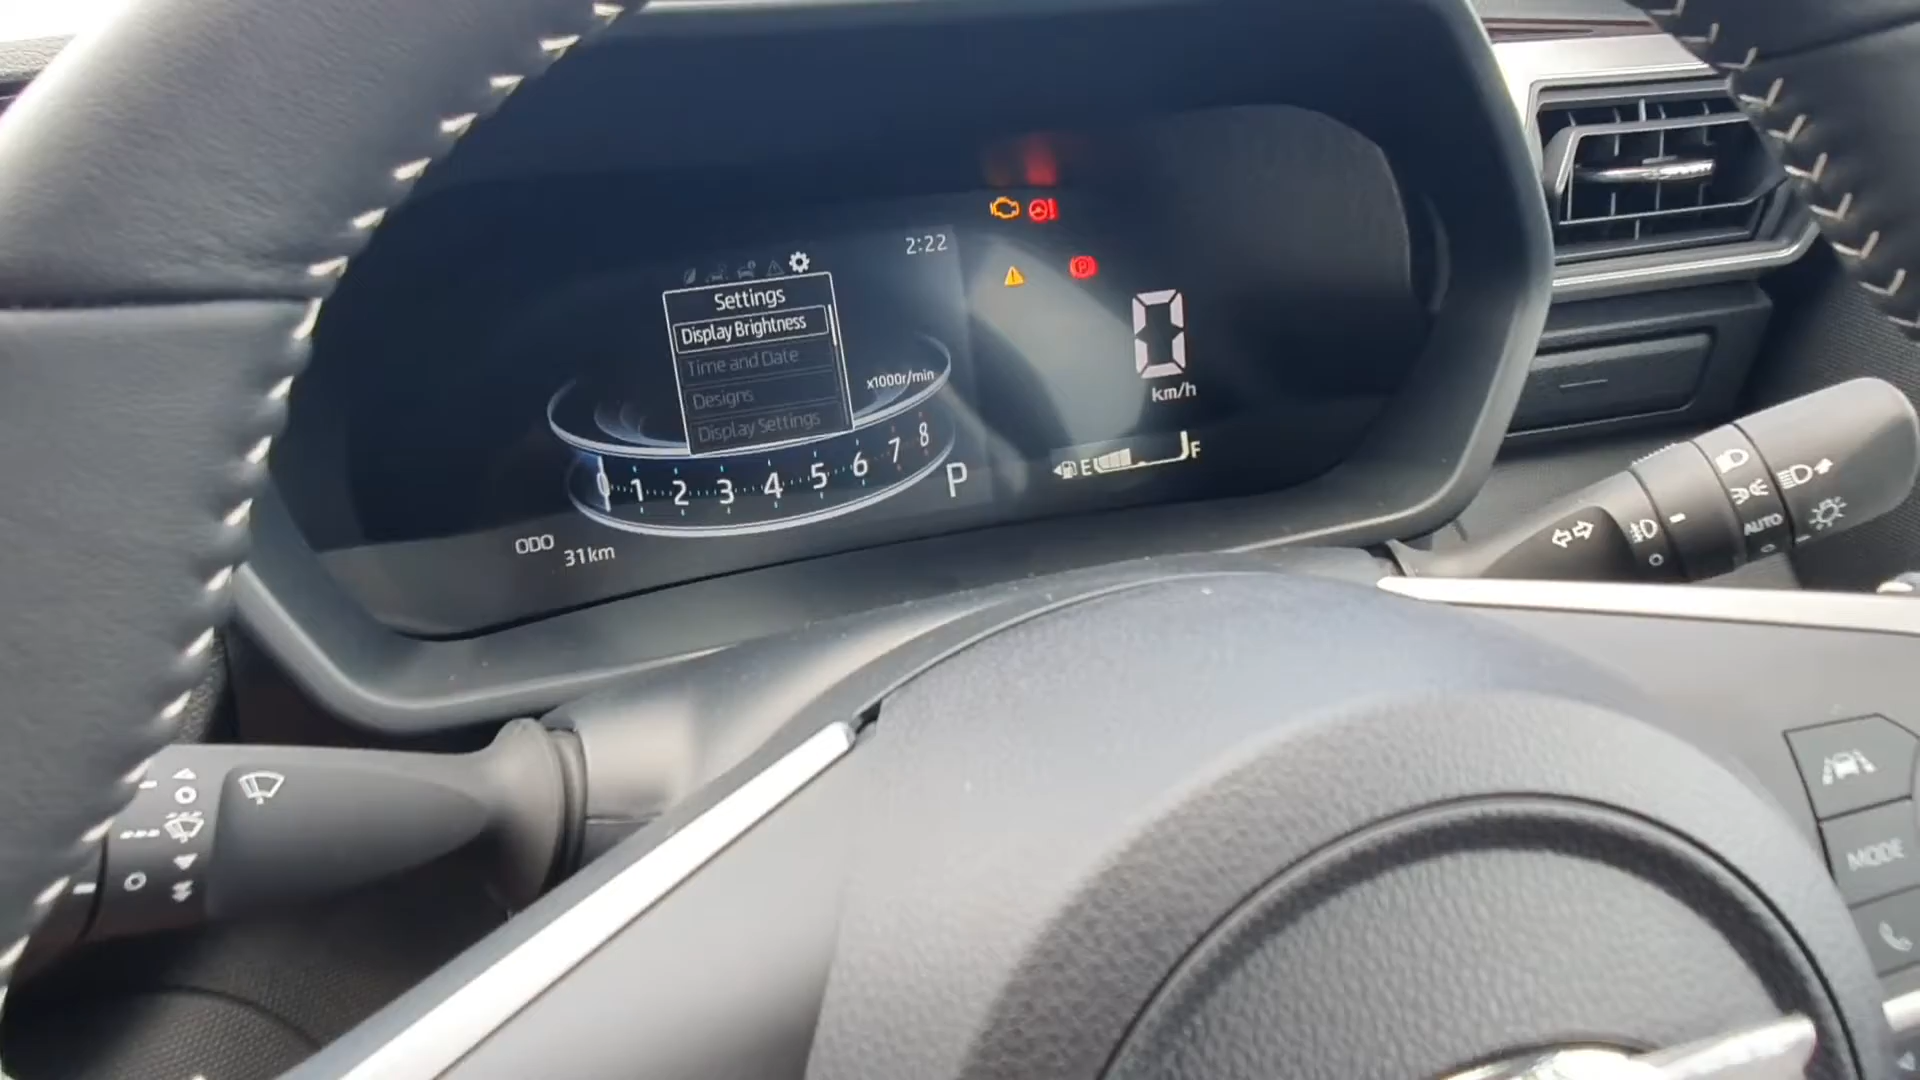 2:22
Settings
Display Brightness
Time and Date
Designs
Display Settings
x1000r/min
0 1 2 3 4 5 6 7 8
P
ODO
31km
0
km/h
E F
P
AUTO
MODE